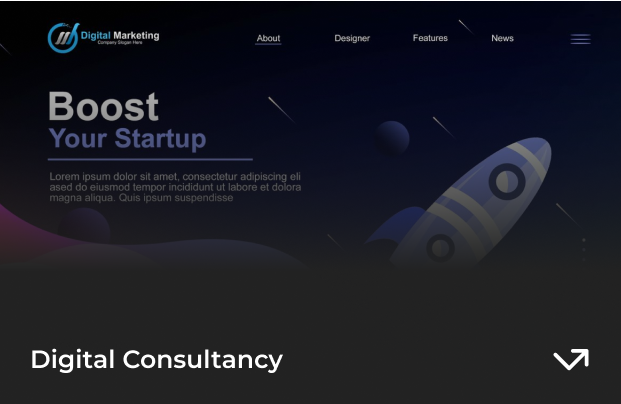 Digital Marketing
Company Slogan Here
About
Designer
Features
News
Boost
Your Startup
Lorem ipsum dolor sit amet, consectetur adipiscing eli
ased do eiusmod tempor incididunt ut labore et dolora
magna aliqua. Quis ipsum suspendisse
Digital Consultancy